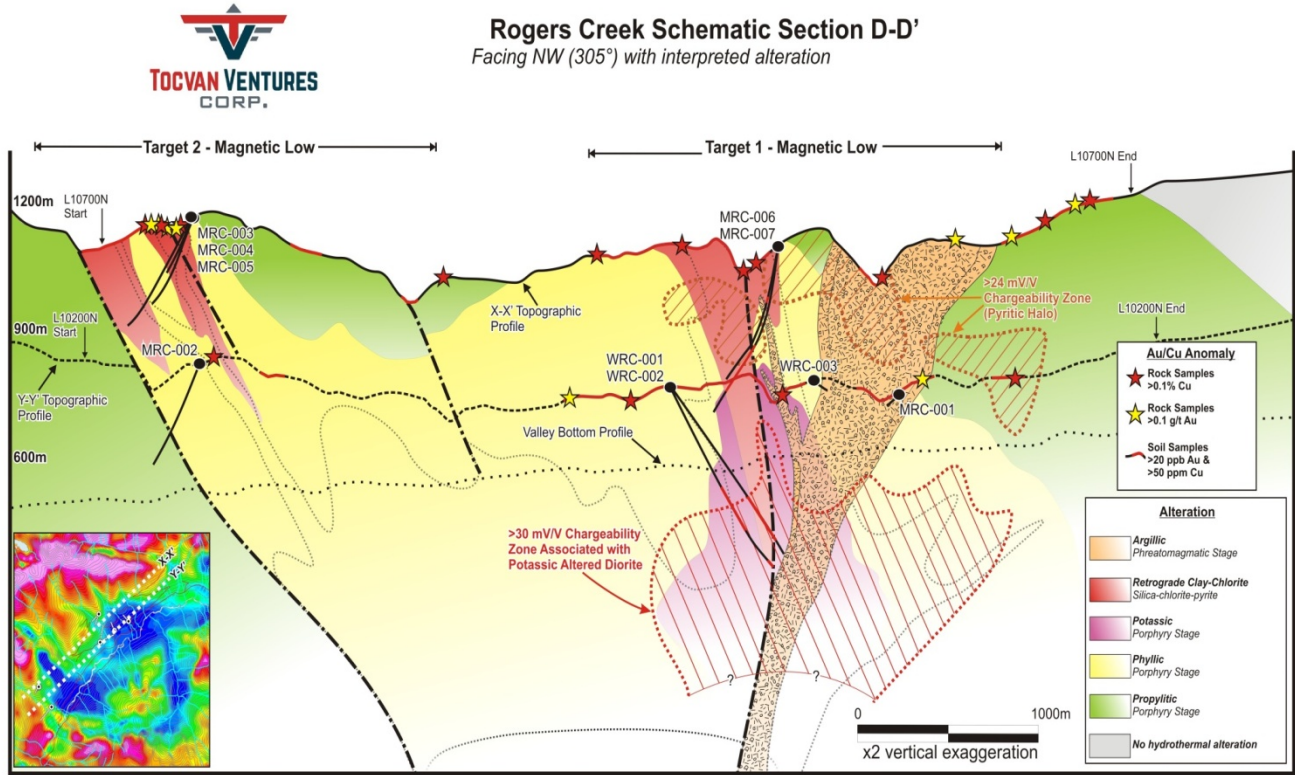 TOCVAN VENTURES
CORP.
Rogers Creek Schematic Section D-D'
Facing NW (305°) with interpreted alteration
Target 2 - Magnetic Low
Target 1 - Magnetic Low
L10700N
Start
L10700N End
1200m
900m
600m
MRC-003
MRC-004
MRC-005
MRC-006
MRC-007
X-X' Topographic
Profile
>24 mV/V
Chargeability Zone
(Pyritic Halo)
L10200N
Start
L10200N End
MRC-002
Y-Y' Topographic
Profile
WRC-001
WRC-002
WRC-003
MRC-001
Valley Bottom Profile
>30 mV/V Chargeability
Zone Associated with
Potassic Altered Diorite
?
?
Au/Cu Anomaly
Rock Samples
>0.1% Cu
Rock Samples
>0.1 g/t Au
Soil Samples
>20 ppb Au &
>50 ppm Cu
Alteration
Argillic
Phreatomagmatic Stage
Retrograde Clay-Chlorite
Silica-chlorite-pyrite
Potassic
Porphyry Stage
Phyllic
Porphyry Stage
Propylitic
Porphyry Stage
No hydrothermal alteration
X-X'
Y-Y'
0
1000m
x2 vertical exaggeration